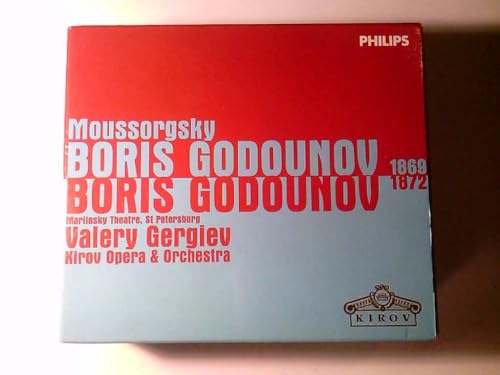 PHILIPS
Moussorgsky
BORIS GODOUNOV 1869
BORIS GODOUNOV 1872
Mariinsky Theatre, St Petersburg
Valery Gergiev
Kirov Opera & Orchestra
KIROV